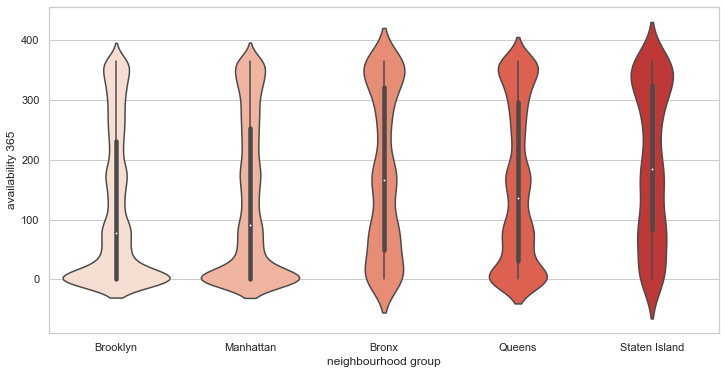 availability 365
400
300
200
100
0
Brooklyn
Manhattan
Bronx
Queens
Staten Island
neighbourhood group